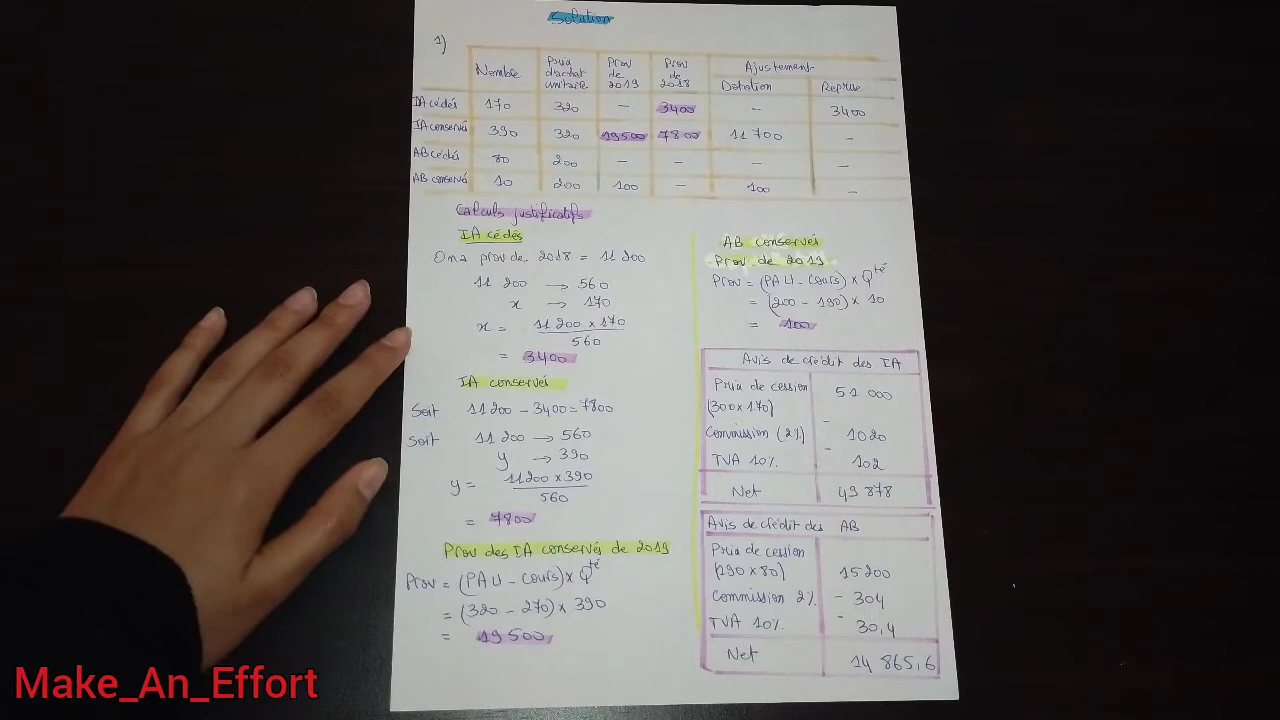 Solution
1)
Nombre Prix d'achat unitaire Prov de 2019 Prov de 2018 Ajustement
Dotation Reprise
IA cédés 170 320 — 3400 — 3400
IA conservés 390 320 19500 7800 11 700 —
AB cédés 80 200 — — — —
AB conservé 10 200 100 — 100 —
Calculs justificatifs
IA cédés
On a prov de 2018 = 11 200
11 200 → 560
x → 170
x = 11 200 x 170
560
= 3400
IA conservés
Soit 11 200 - 3400 = 7800
Soit 11 200 → 560
y → 390
y = 11200 x 390
560
= 7800
Prov des IA conservés de 2019
Prov = (PAU - cours) x Qté
= (320 - 270) x 390
= 19 500
AB conservés
Prov de 2019
Prov = (PAU - cours) x Qté
= (200 - 190) x 10
= 100
Avis de crédit des IA
Prix de cession
(300 x 170) 51 000
Commission (2%) - 1020
TVA 10% - 102
Net 49 878
Avis de crédit des AB
Prix de cession
(190 x 80) 15 200
Commission 2% - 304
TVA 10% - 30,4
Net 14 865,6
Make_An_Effort